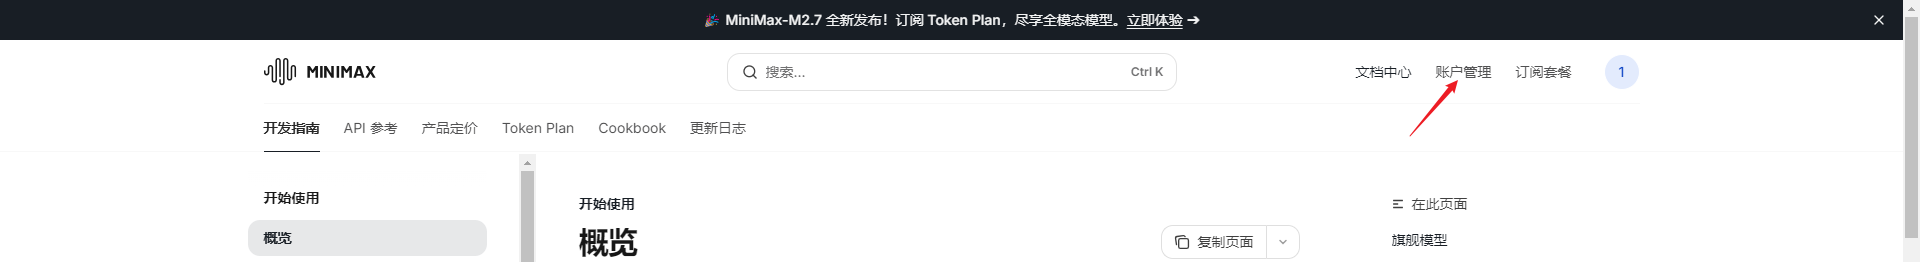 🎉 MiniMax-M2.7 全新发布！订阅 Token Plan，尽享全模态模型。立即体验 ➔
MINIMAX
搜索...
Ctrl K
文档中心 账户管理 订阅套餐 1
开发指南 API 参考 产品定价 Token Plan Cookbook 更新日志
开始使用
概览
开始使用
概览
复制页面
在此页面
旗舰模型